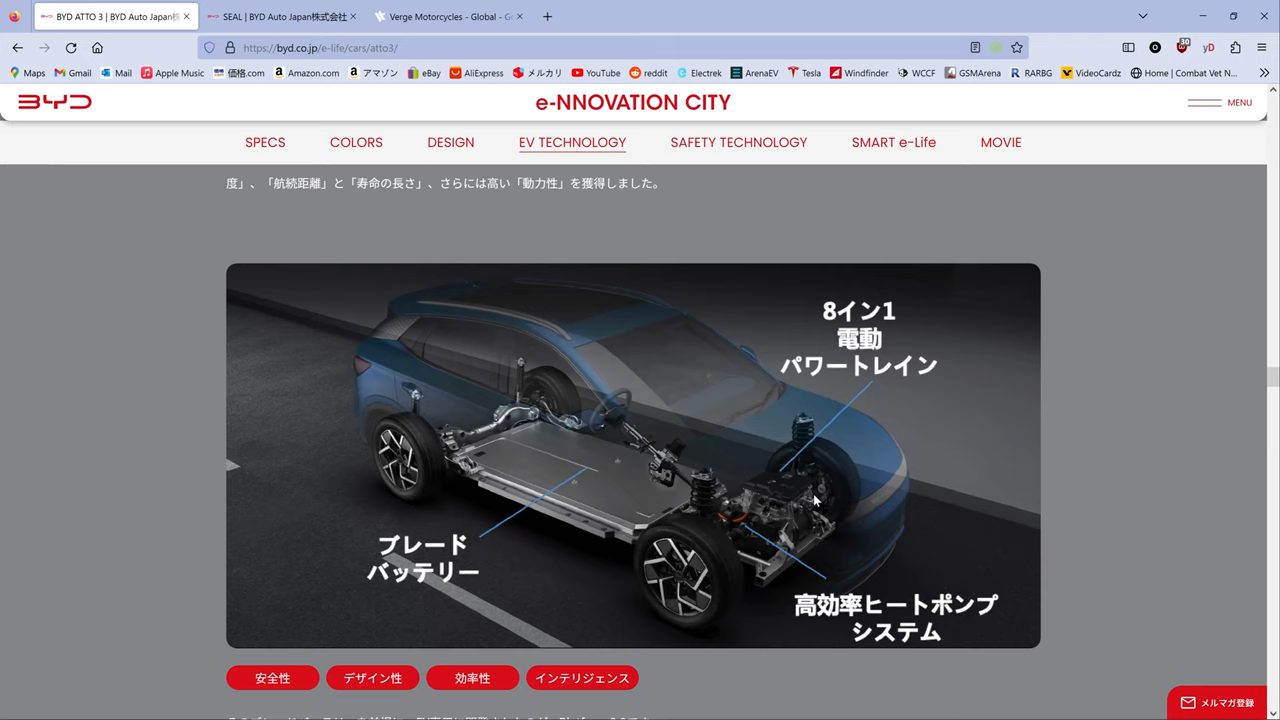 BYD ATTO 3 | BYD Auto Japan株
SEAL | BYD Auto Japan株式会社
Verge Motorcycles - Global - Go
https://byd.co.jp/e-life/cars/atto3/
30
yD
Maps
Gmail
Mail
Apple Music
価格.com
Amazon.com
アマゾン
eBay
AliExpress
メルカリ
YouTube
reddit
Electrek
ArenaEV
Tesla
Windfinder
WCCF
GSMArena
RARBG
VideoCardz
Home | Combat Vet N...
BYD
e-NNOVATION CITY
MENU
SPECS
COLORS
DESIGN
EV TECHNOLOGY
SAFETY TECHNOLOGY
SMART e-Life
MOVIE
度」、「航続距離」と「寿命の長さ」、さらには高い「動力性」を獲得しました。
8イン1
電動
パワートレイン
ブレード
バッテリー
高効率ヒートポンプ
システム
安全性
デザイン性
効率性
インテリジェンス
メルマガ登録